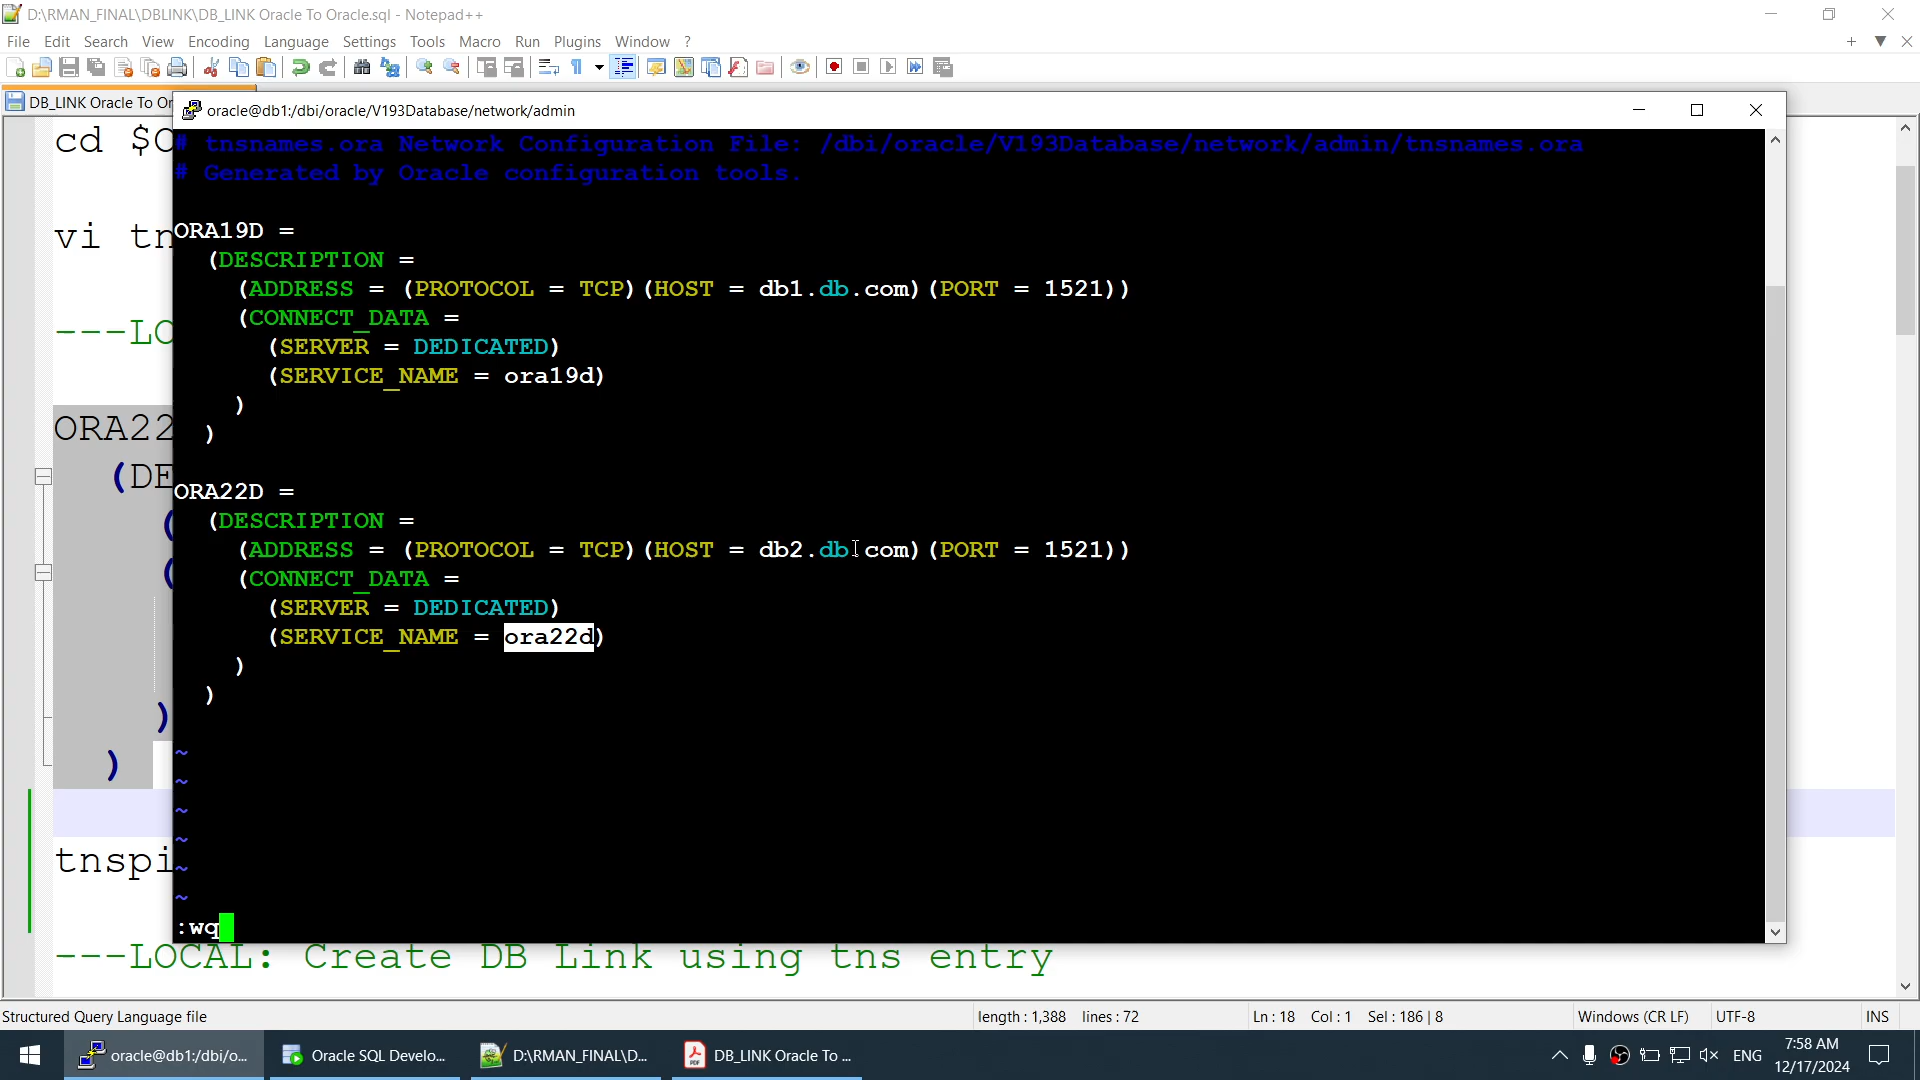 D:\RMAN_FINAL\DBLINK\DB_LINK Oracle To Oracle.sql - Notepad++
File Edit Search View Encoding Language Settings Tools Macro Run Plugins Window ?
DB_LINK Oracle To Or
oracle@db1:/dbi/oracle/V193Database/network/admin
cd $O
vi tn
---LO
ORA22
(DE
(
(
)
)
tnspi
# tnsnames.ora Network Configuration File: /dbi/oracle/V193Database/network/admin/tnsnames.ora
# Generated by Oracle configuration tools.
ORA19D =
(DESCRIPTION =
(ADDRESS = (PROTOCOL = TCP)(HOST = db1.db.com)(PORT = 1521))
(CONNECT_DATA =
(SERVER = DEDICATED)
(SERVICE_NAME = ora19d)
)
)
ORA22D =
(DESCRIPTION =
(ADDRESS = (PROTOCOL = TCP)(HOST = db2.db.com)(PORT = 1521))
(CONNECT_DATA =
(SERVER = DEDICATED)
(SERVICE_NAME = ora22d)
)
)
~
~
~
~
~
~
:wq
---LOCAL: Create DB Link using tns entry
Structured Query Language file length : 1,388 lines : 72 Ln : 18 Col : 1 Sel : 186 | 8 Windows (CR LF) UTF-8 INS
oracle@db1:/dbi/o... Oracle SQL Develo... D:\RMAN_FINAL\D... DB_LINK Oracle To ... ENG 7:58 AM
12/17/2024